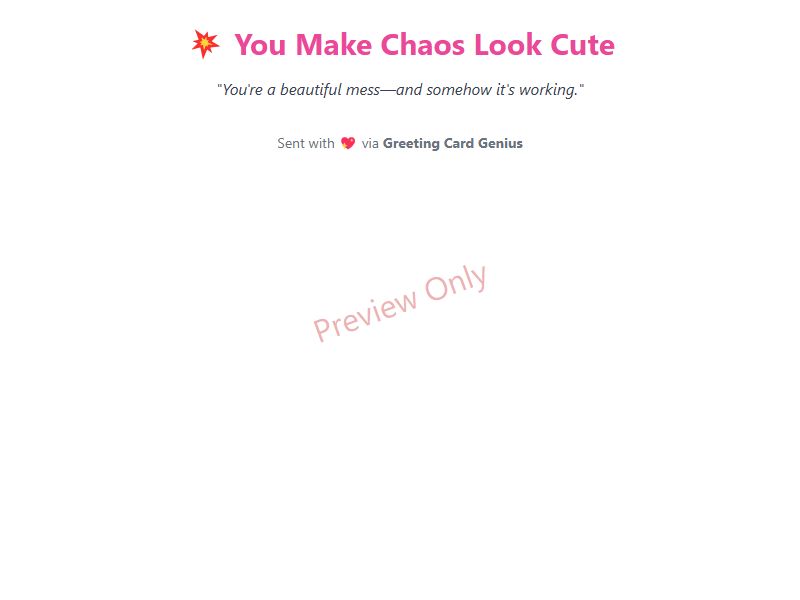 💥 You Make Chaos Look Cute
"You're a beautiful mess—and somehow it's working."
Sent with 💖 via Greeting Card Genius
Preview Only